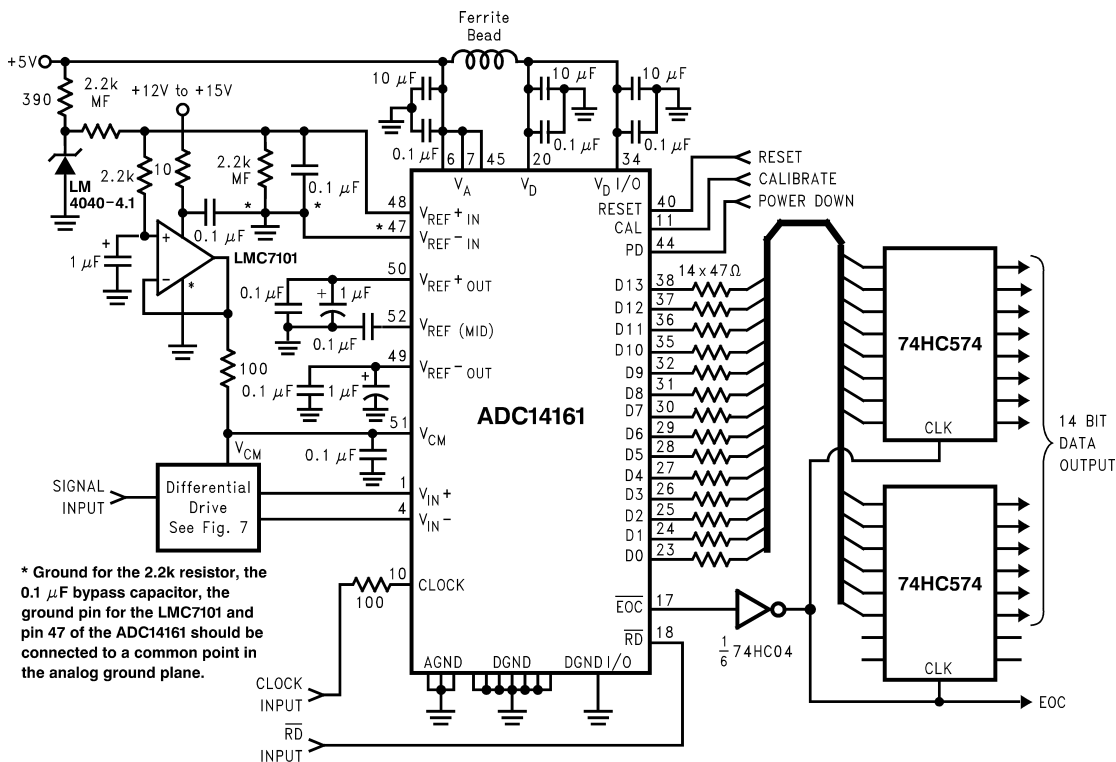 Ferrite
Bead
+5V
390
2.2k
MF
+12V to +15V
10 µF
0.1 µF
10 µF
0.1 µF
10 µF
0.1 µF
6 7 45 20 34
V_A V_D V_D I/O
LM
4040-4.1
2.2k
10
2.2k
MF
0.1 µF
*
*
0.1 µF
+
−
*
LMC7101
1 µF
+
48 V_REF+ IN
* 47 V_REF− IN
50 V_REF+ OUT
0.1 µF
+
1 µF
52 V_REF (MID)
0.1 µF
49 V_REF− OUT
0.1 µF
1 µF
+
100
51 V_CM
0.1 µF
V_CM
SIGNAL
INPUT
Differential
Drive
See Fig. 7
1 V_IN+
4 V_IN−
10 CLOCK
100
ADC14161
RESET 40
CAL 11
PD 44
RESET
CALIBRATE
POWER DOWN
14x47Ω
D13 38
D12 37
D11 36
D10 35
D9 32
D8 31
D7 30
D6 29
D5 28
D4 27
D3 26
D2 25
D1 24
D0 23
E̅O̅C̅ 17
R̅D̅ 18
1/6 74HC04
AGND DGND DGND I/O
74HC574
CLK
74HC574
CLK
14 BIT
DATA
OUTPUT
EOC
* Ground for the 2.2k resistor, the
0.1 µF bypass capacitor, the
ground pin for the LMC7101 and
pin 47 of the ADC14161 should be
connected to a common point in
the analog ground plane.
CLOCK
INPUT
R̅D̅
INPUT